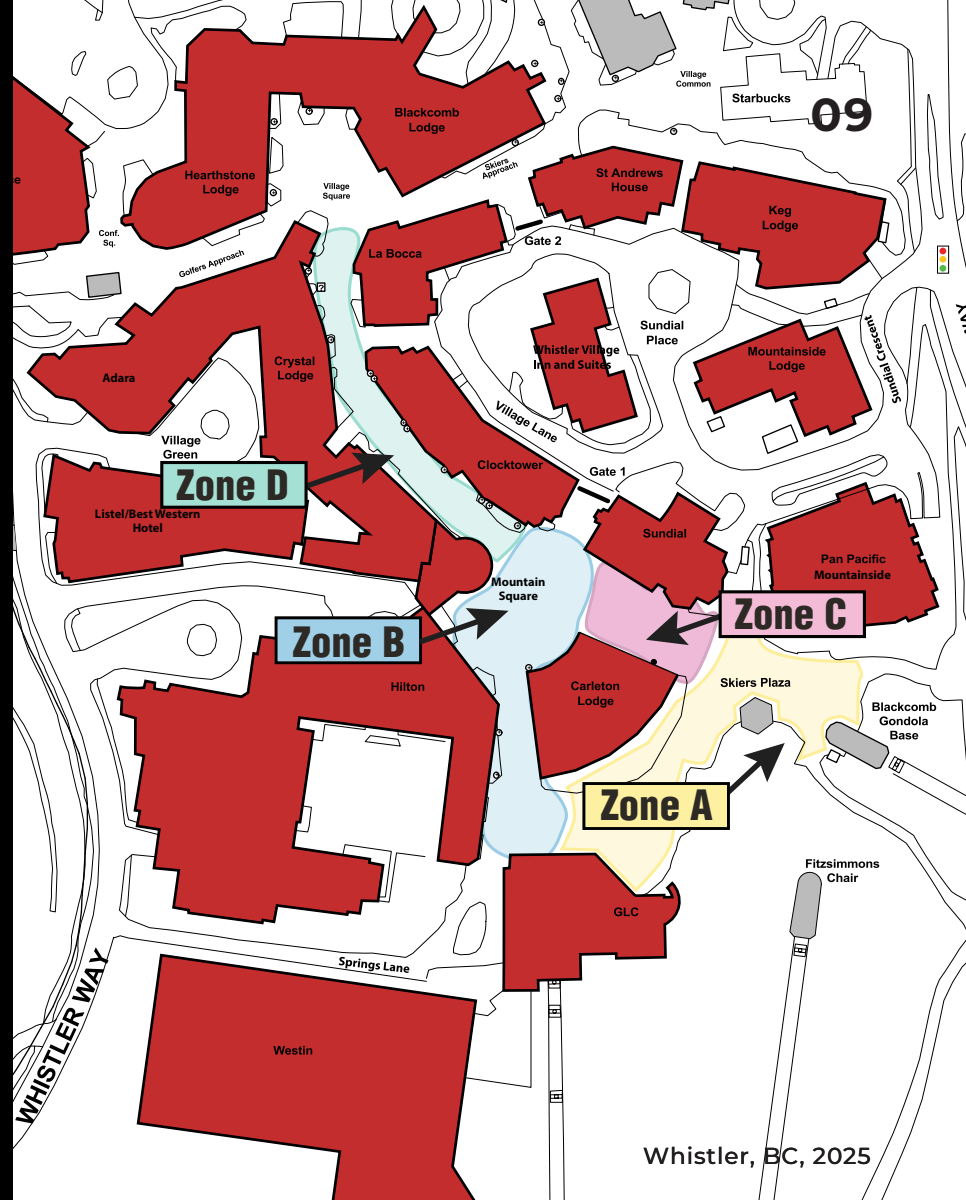 Village
Common
Starbucks
09
Blackcomb
Lodge
Skiers
Approach
St Andrews
House
Hearthstone
Lodge
Village
Square
Keg
Lodge
Conf.
Sq.
Gate 2
La Bocca
Golfers Approach
Sundial
Place
Whistler Village
Inn and Suites
Mountainside
Lodge
Sundial Crescent
Crystal
Lodge
Adara
Village Lane
Village
Green
Clocktower
Gate 1
Zone D
Listel/Best Western
Hotel
Sundial
Pan Pacific
Mountainside
Mountain
Square
Zone C
Zone B
Hilton
Carleton
Lodge
Skiers Plaza
Blackcomb
Gondola
Base
Zone A
Fitzsimmons
Chair
GLC
Springs Lane
WHISTLER WAY
Westin
Whistler, BC, 2025